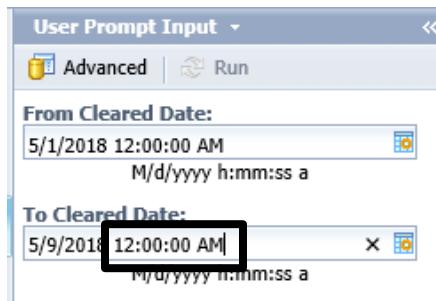 User Prompt Input
Advanced Run
From Cleared Date:
5/1/2018 12:00:00 AM
M/d/yyyy h:mm:ss a
To Cleared Date:
5/9/2018 12:00:00 AM
M/d/yyyy h:mm:ss a